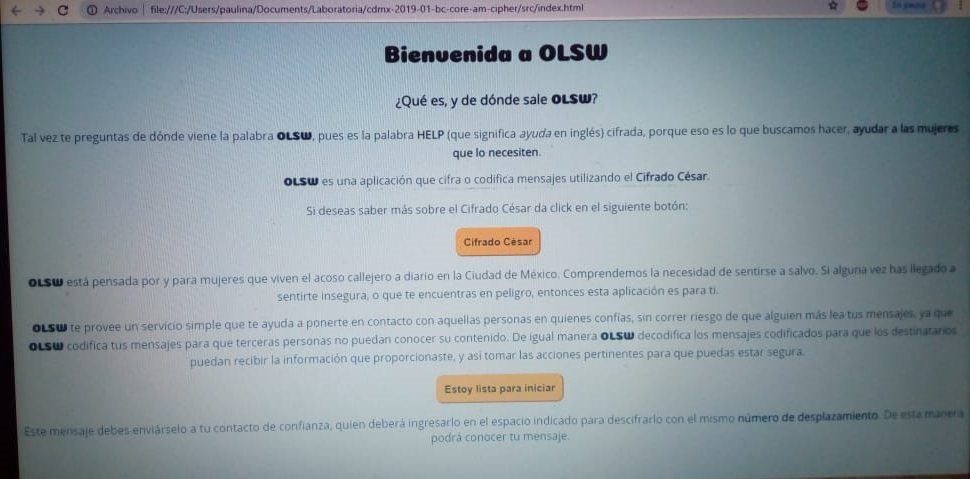 Archivo | file:///C:/Users/paulina/Documents/Laboratoria/cdmx-2019-01-bc-core-am-cipher/src/index.html
En pausa
Bienvenida a OLSW
¿Qué es, y de dónde sale OLSW?
Tal vez te preguntas de dónde viene la palabra OLSW, pues es la palabra HELP (que significa ayuda en inglés) cifrada, porque eso es lo que buscamos hacer, ayudar a las mujeres
que lo necesiten.
OLSW es una aplicación que cifra o codifica mensajes utilizando el Cifrado César.
Si deseas saber más sobre el Cifrado César da click en el siguiente botón:
Cifrado César
OLSW está pensada por y para mujeres que viven el acoso callejero a diario en la Ciudad de México. Comprendemos la necesidad de sentirse a salvo. Si alguna vez has llegado a
sentirte insegura, o que te encuentras en peligro, entonces esta aplicación es para ti.
OLSW te provee un servicio simple que te ayuda a ponerte en contacto con aquellas personas en quienes confías, sin correr riesgo de que alguien más lea tus mensajes, ya que
OLSW codifica tus mensajes para que terceras personas no puedan conocer su contenido. De igual manera OLSW decodifica los mensajes codificados para que los destinatarios
puedan recibir la información que proporcionaste, y así tomar las acciones pertinentes para que puedas estar segura.
Estoy lista para iniciar
Este mensaje debes enviárselo a tu contacto de confianza, quien deberá ingresarlo en el espacio indicado para descifrarlo con el mismo número de desplazamiento. De esta manera
podrá conocer tu mensaje.